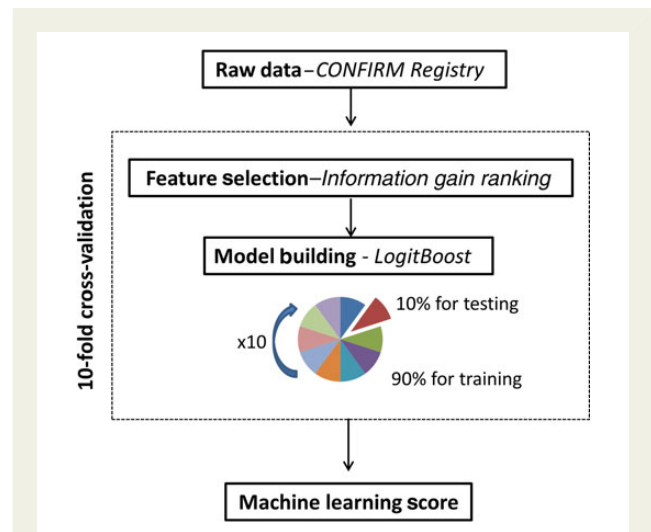 Raw data–CONFIRM Registry
10-fold cross-validation
Feature selection–Information gain ranking
Model building - LogitBoost
10% for testing
x10
90% for training
Machine learning score